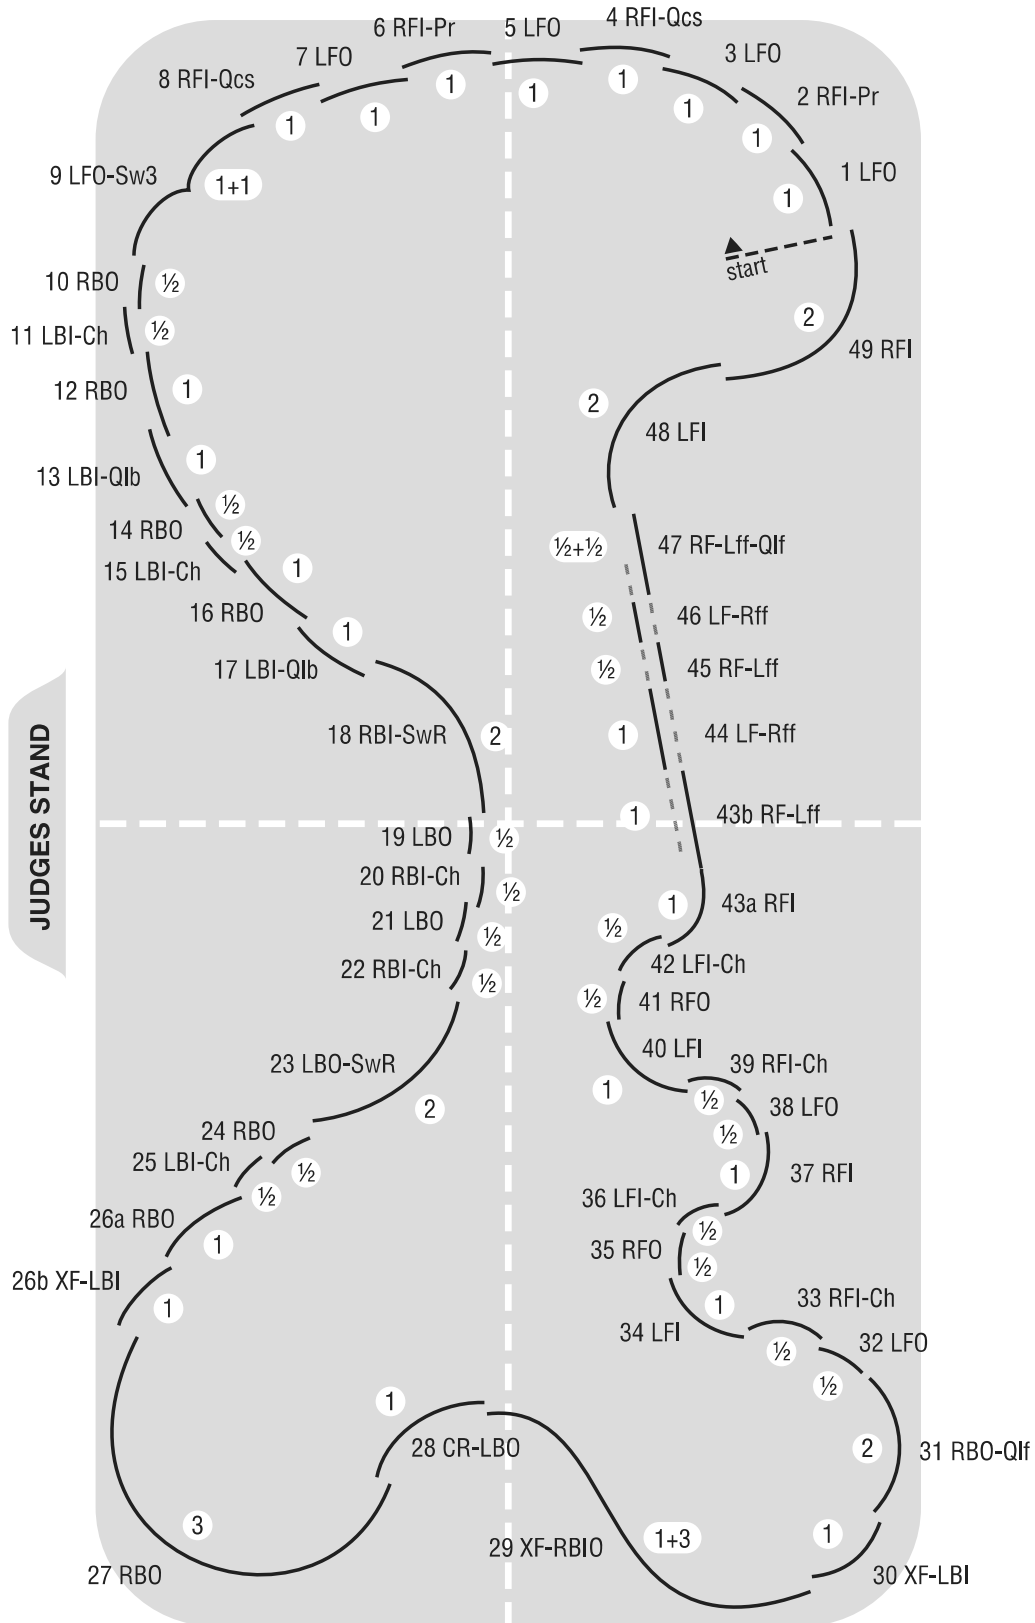 4 RFI-Qcs
6 RFI-Pr
5 LFO
3 LFO
7 LFO
8 RFI-Qcs
2 RFI-Pr
1
1
1
1
1
1
1
1
9 LFO-Sw3
1+1
1 LFO
start
10 RBO
½
11 LBI-Ch
½
2
49 RFI
12 RBO
1
2
48 LFI
13 LBI-Qlb
1
½
14 RBO
½
15 LBI-Ch
1
½+½
47 RF-Lff-Qlf
16 RBO
½
46 LF-Rff
17 LBI-Qlb
1
½
45 RF-Lff
18 RBI-SwR
2
1
44 LF-Rff
JUDGES STAND
19 LBO
½
1
43b RF-Lff
20 RBI-Ch
½
1
43a RFI
21 LBO
½
½
42 LFI-Ch
22 RBI-Ch
½
½
41 RFO
23 LBO-SwR
2
40 LFI
1
39 RFI-Ch
½
38 LFO
½
24 RBO
½
25 LBI-Ch
½
1
37 RFI
36 LFI-Ch
½
26a RBO
1
35 RFO
½
26b XF-LBI
1
34 LFI
1
33 RFI-Ch
½
32 LFO
½
1
28 CR-LBO
2
31 RBO-Qlf
3
27 RBO
29 XF-RBIO
1+3
1
30 XF-LBI